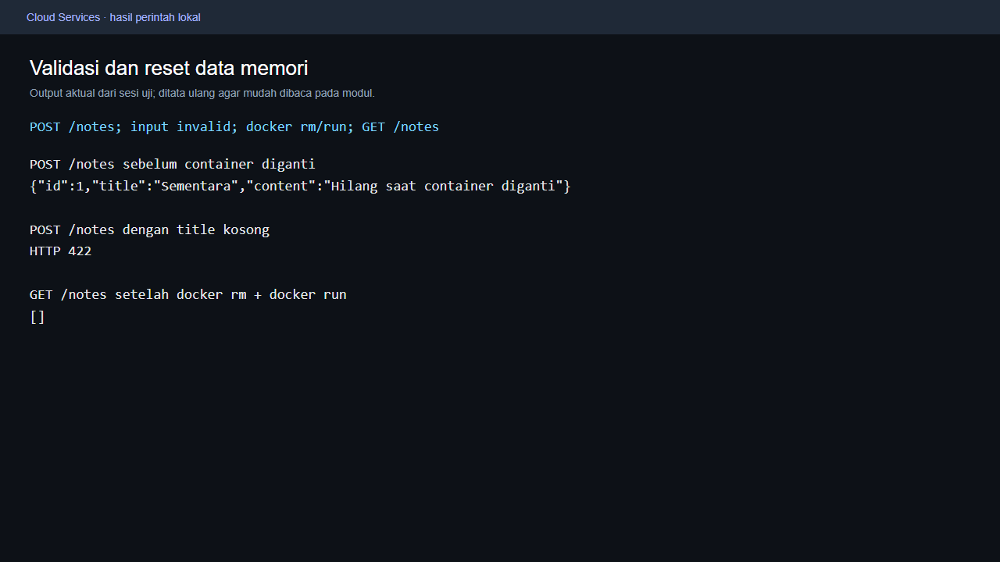 Cloud Services · hasil perintah lokal
Validasi dan reset data memori
Output aktual dari sesi uji; ditata ulang agar mudah dibaca pada modul.
POST /notes; input invalid; docker rm/run; GET /notes
POST /notes sebelum container diganti
{"id":1,"title":"Sementara","content":"Hilang saat container diganti"}
POST /notes dengan title kosong
HTTP 422
GET /notes setelah docker rm + docker run
[]